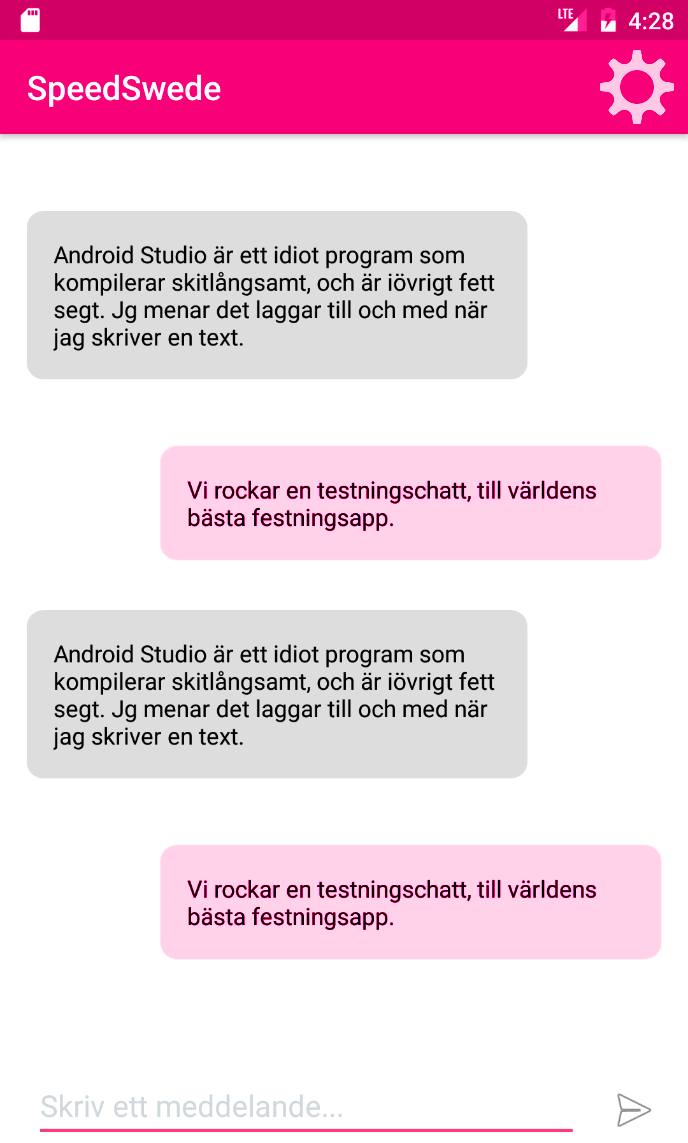 LTE 4:28
SpeedSwede
Android Studio är ett idiot program som
kompilerar skitlångsamt, och är iövrigt fett
segt. Jg menar det laggar till och med när
jag skriver en text.
Vi rockar en testningschatt, till världens
bästa festningsapp.
Android Studio är ett idiot program som
kompilerar skitlångsamt, och är iövrigt fett
segt. Jg menar det laggar till och med när
jag skriver en text.
Vi rockar en testningschatt, till världens
bästa festningsapp.
Skriv ett meddelande...